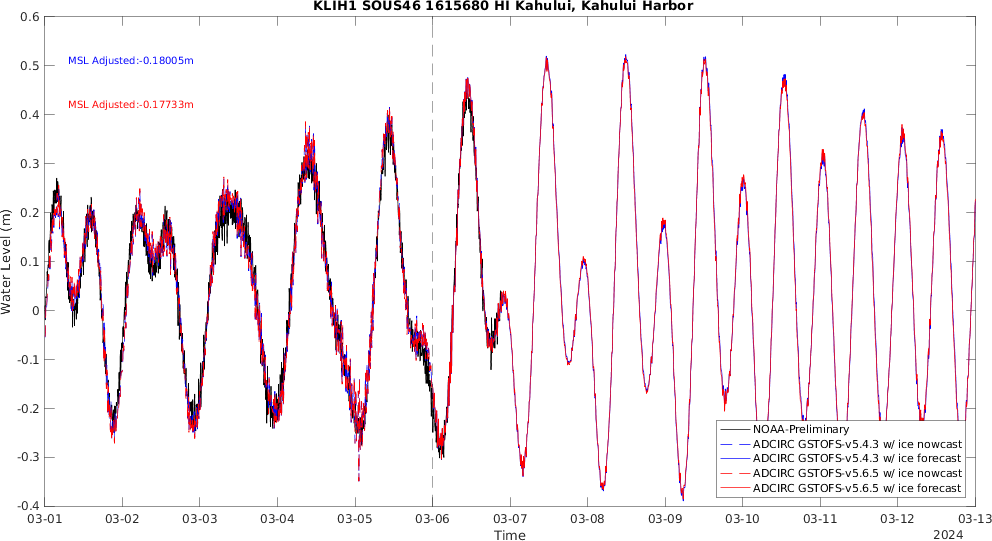 KLIH1 SOUS46 1615680 HI Kahului, Kahului Harbor
0.6
0.5
0.4
0.3
0.2
0.1
0
-0.1
-0.2
-0.3
-0.4
Water Level (m)
MSL Adjusted:-0.18005m
MSL Adjusted:-0.17733m
NOAA-Preliminary
ADCIRC GSTOFS-v5.4.3 w/ ice nowcast
ADCIRC GSTOFS-v5.4.3 w/ ice forecast
ADCIRC GSTOFS-v5.6.5 w/ ice nowcast
ADCIRC GSTOFS-v5.6.5 w/ ice forecast
03-01 03-02 03-03 03-04 03-05 03-06 03-07 03-08 03-09 03-10 03-11 03-12 03-13
Time
2024